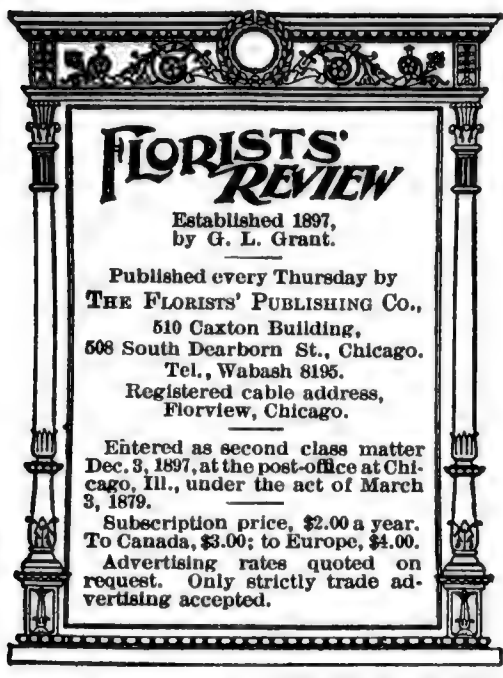 FLORISTS'
REVIEW
Established 1897,
by G. L. Grant.
Published every Thursday by
THE FLORISTS' PUBLISHING CO.,
510 Caxton Building,
508 South Dearborn St., Chicago.
Tel., Wabash 8195.
Registered cable address,
Florview, Chicago.
Entered as second class matter
Dec. 3, 1897, at the post-office at Chi-
cago, Ill., under the act of March
3, 1879.
Subscription price, $2.00 a year.
To Canada, $3.00; to Europe, $4.00.
Advertising rates quoted on
request. Only strictly trade ad-
vertising accepted.